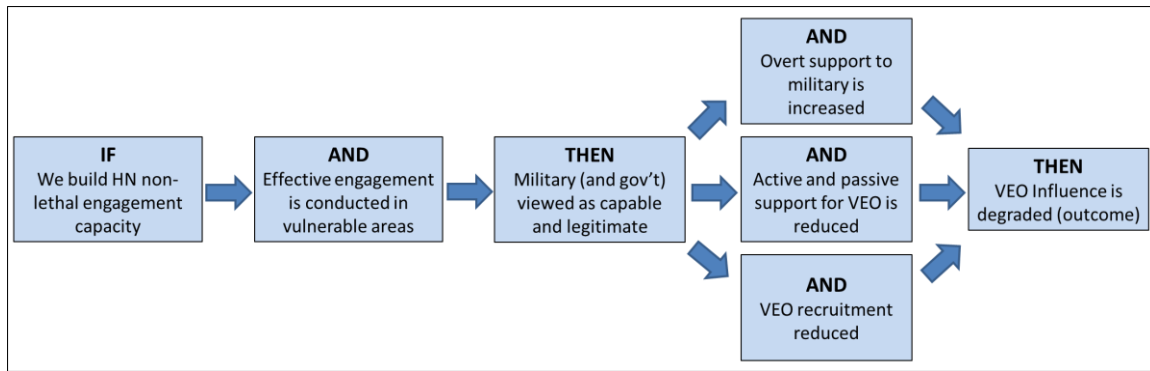 IF
We build HN non-
lethal engagement
capacity
AND
Effective engagement
is conducted in
vulnerable areas
THEN
Military (and gov’t)
viewed as capable
and legitimate
AND
Overt support to
military is
increased
AND
Active and passive
support for VEO is
reduced
AND
VEO recruitment
reduced
THEN
VEO Influence is
degraded (outcome)